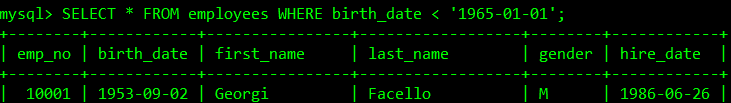 mysql> SELECT * FROM employees WHERE birth_date < '1965-01-01';
+--------+------------+----------------+------------------+--------+------------+
| emp_no | birth_date | first_name     | last_name        | gender | hire_date  |
+--------+------------+----------------+------------------+--------+------------+
|  10001 | 1953-09-02 | Georgi         | Facello          | M      | 1986-06-26 |